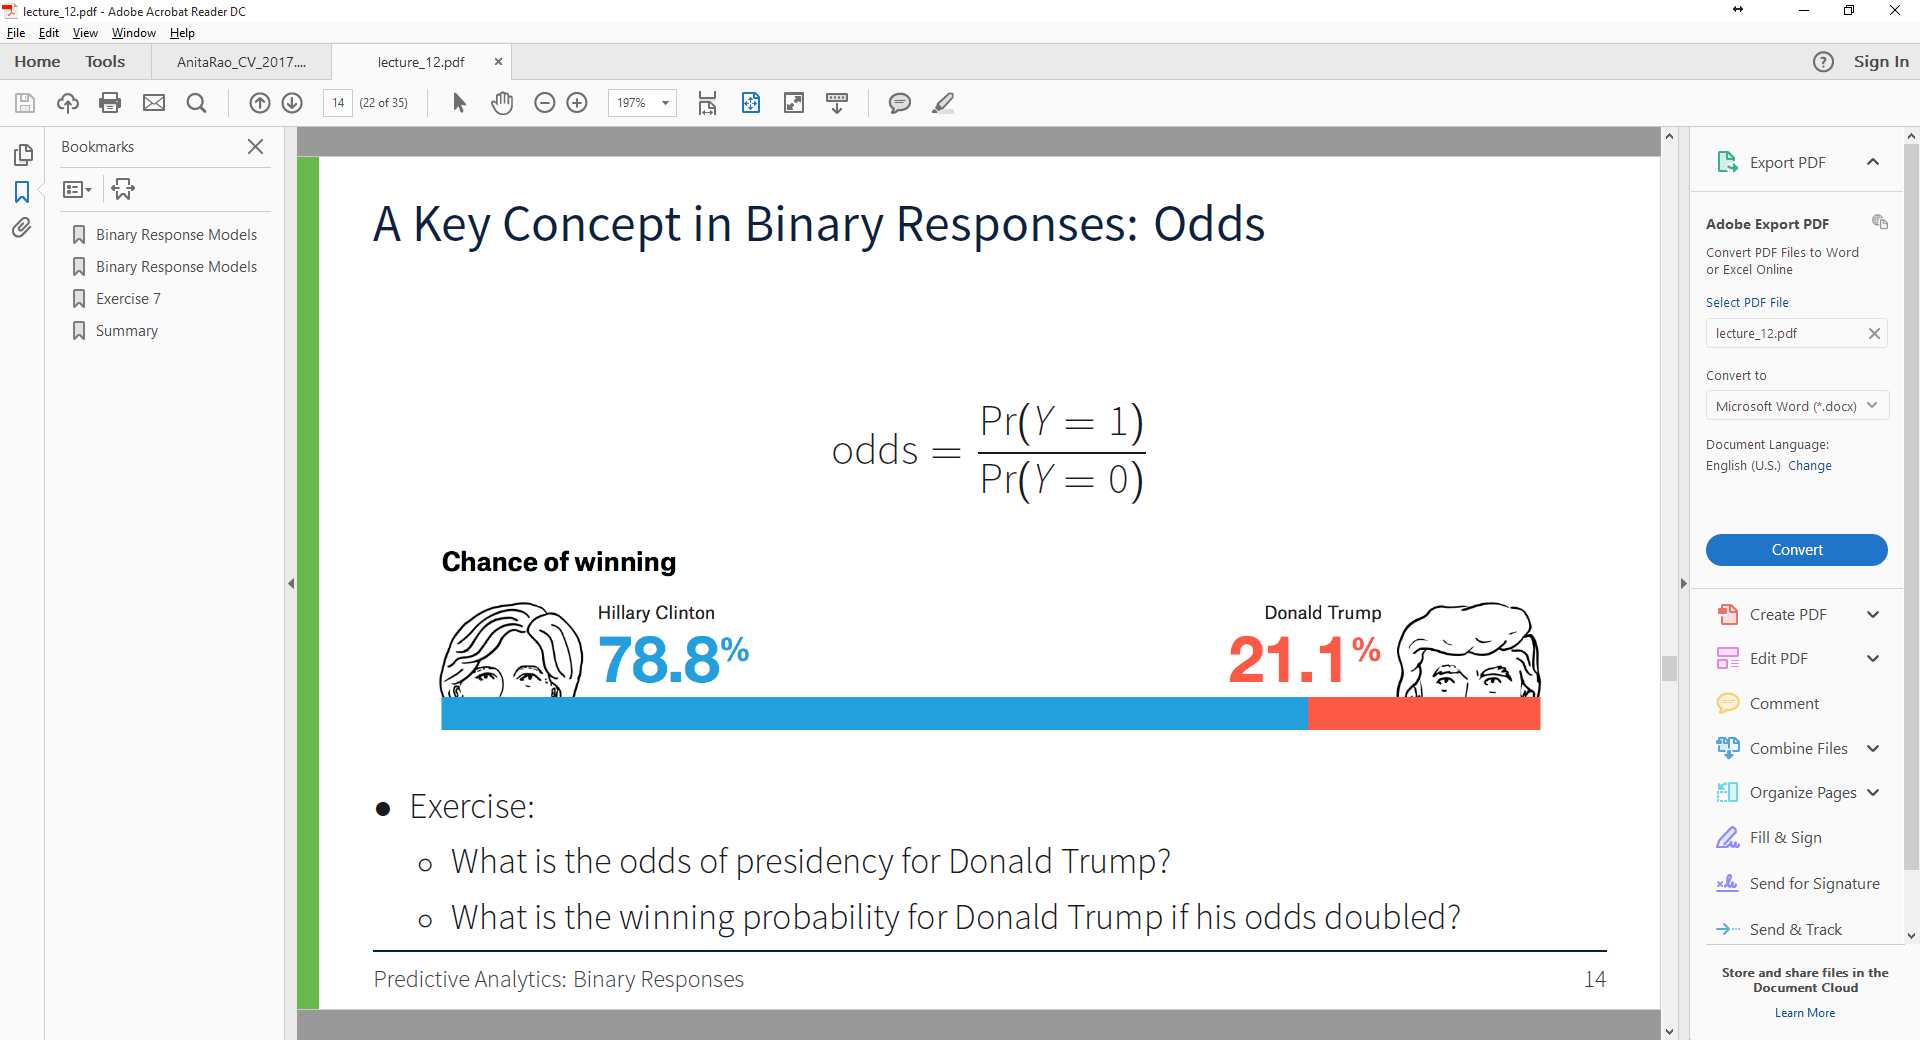 lecture_12.pdf - Adobe Acrobat Reader DC
File Edit View Window Help
Home Tools AnitaRao_CV_2017.... lecture_12.pdf × Sign In
14 (22 of 35) 197%
Bookmarks
Binary Response Models
Binary Response Models
Exercise 7
Summary
A Key Concept in Binary Responses: Odds
odds = Pr(Y = 1)
Pr(Y = 0)
Chance of winning
Hillary Clinton
78.8%
Donald Trump
21.1%
● Exercise:
○ What is the odds of presidency for Donald Trump?
○ What is the winning probability for Donald Trump if his odds doubled?
Predictive Analytics: Binary Responses 14
Export PDF
Adobe Export PDF
Convert PDF Files to Word
or Excel Online
Select PDF File
lecture_12.pdf
Convert to
Microsoft Word (*.docx)
Document Language:
English (U.S.) Change
Convert
Create PDF
Edit PDF
Comment
Combine Files
Organize Pages
Fill & Sign
Send for Signature
Send & Track
Store and share files in the
Document Cloud
Learn More